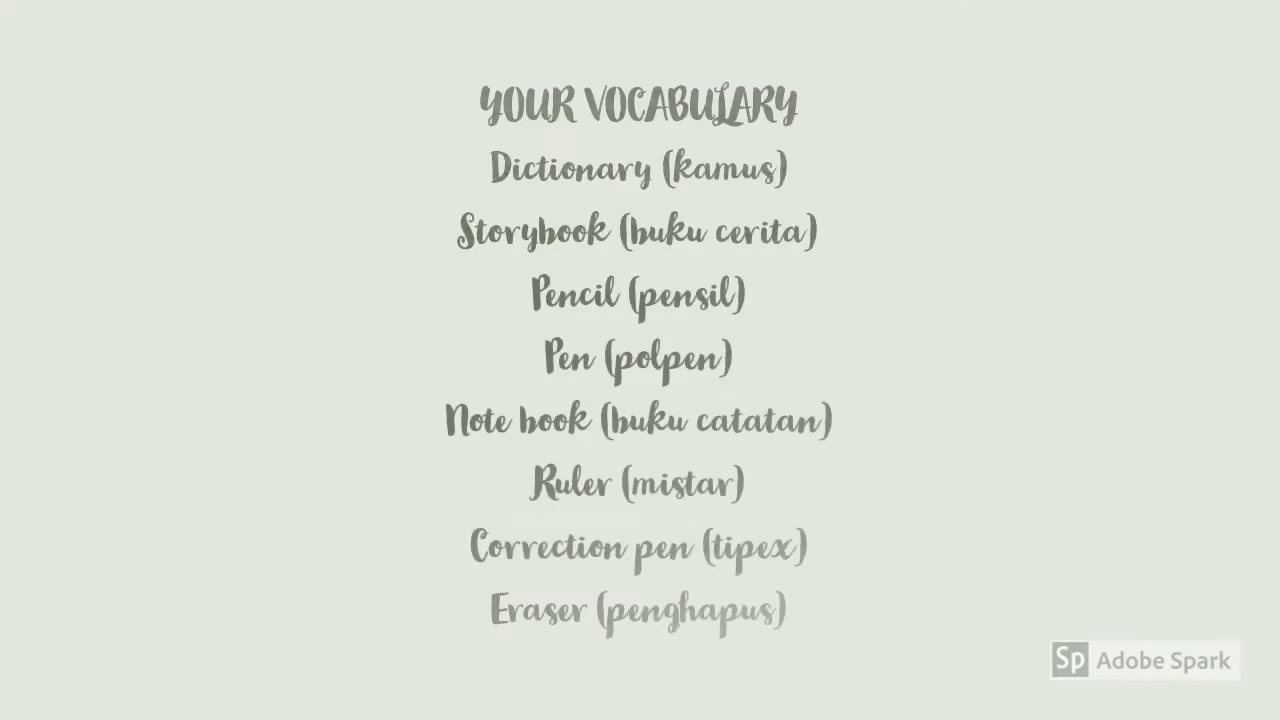 YOUR VOCABULARY
Dictionary (kamus)
Storybook (buku cerita)
Pencil (pensil)
Pen (polpen)
Note book (buku catatan)
Ruler (mistar)
Correction pen (tipex)
Eraser (penghapus)
Sp Adobe Spark